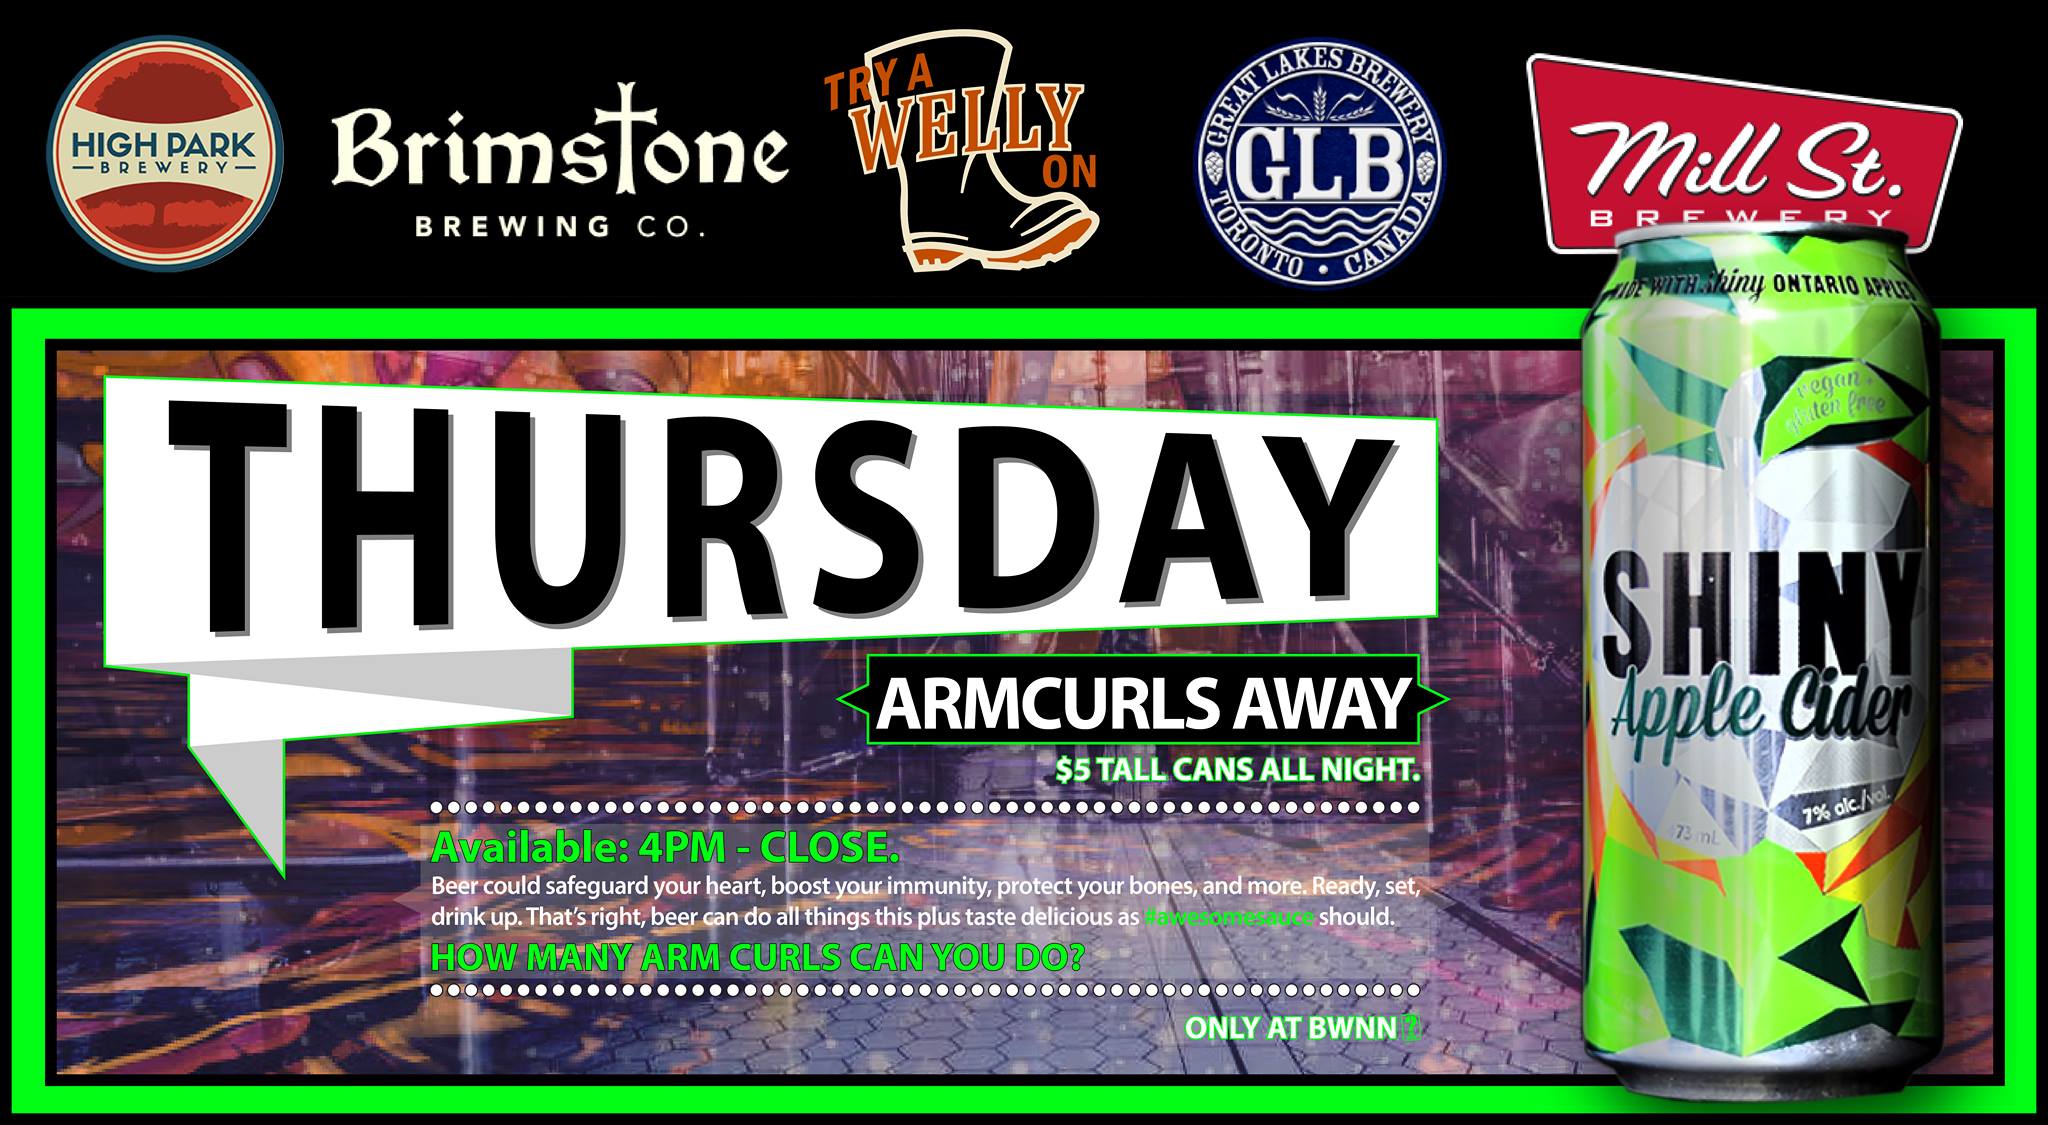 HIGH PARK
BREWERY
Brimstone
BREWING CO.
TRY A
WELLY
ON
GREAT LAKES BREWERY
GLB
TORONTO • CANADA
Mill St.
BREWERY
MADE WITH Shiny ONTARIO APPLES
vegan +
gluten free
THURSDAY
SHINY
Apple Cider
ARMCURLS AWAY
$5 TALL CANS ALL NIGHT.
7% alc./vol.
473 mL
Available: 4PM - CLOSE.
Beer could safeguard your heart, boost your immunity, protect your bones, and more. Ready, set,
drink up. That's right, beer can do all things this plus taste delicious as #awesomesauce should.
HOW MANY ARM CURLS CAN YOU DO?
ONLY AT BWNN